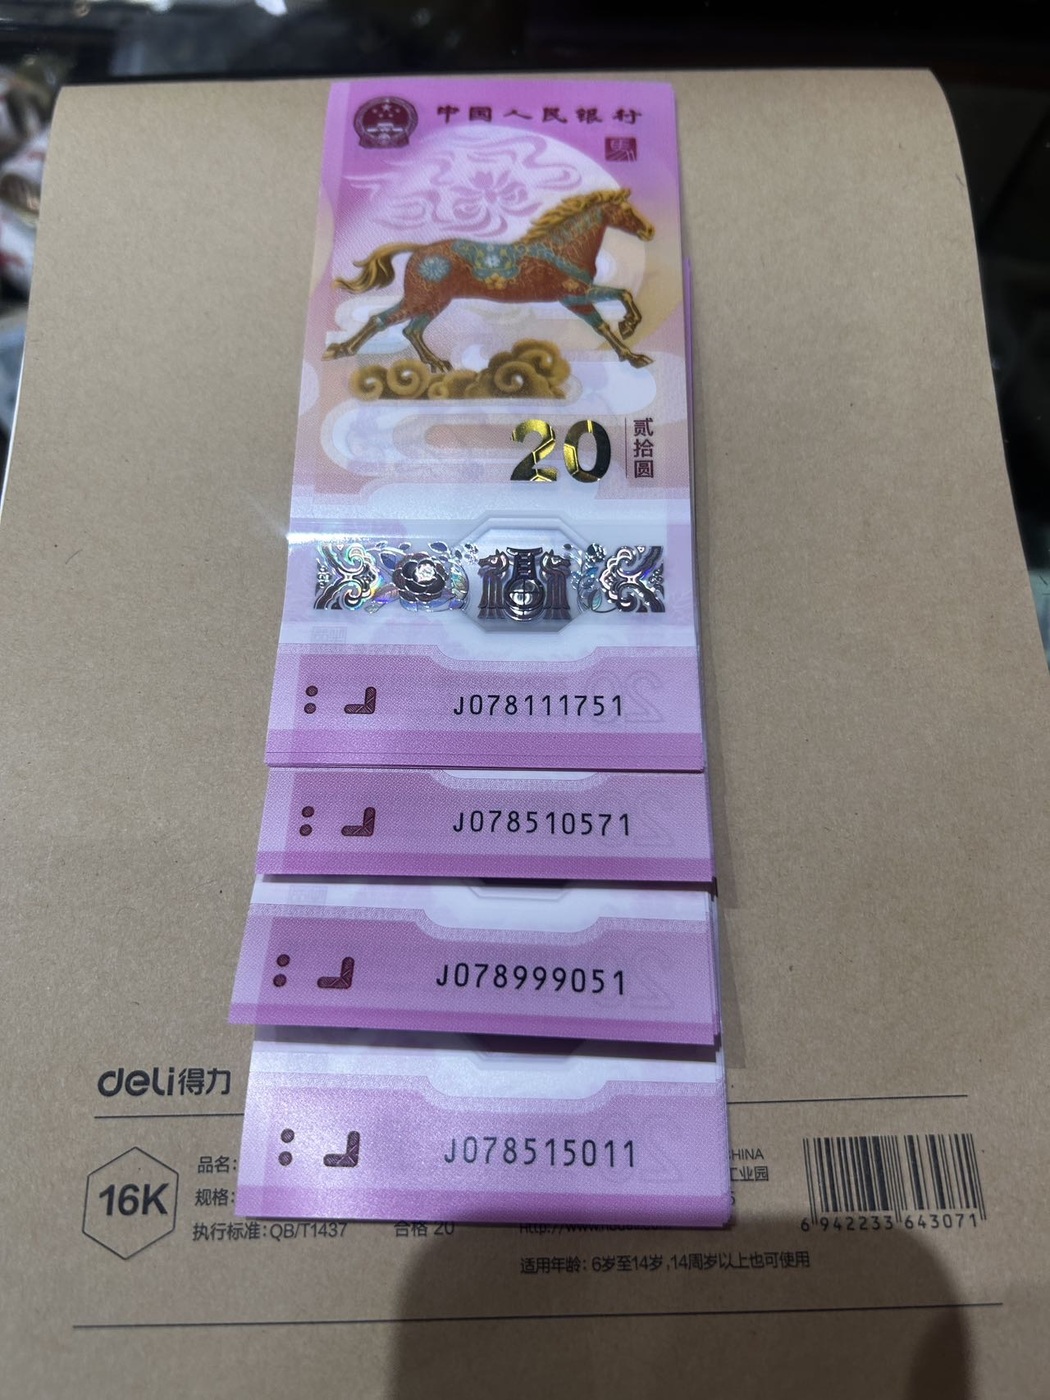 中国人民银行
20
贰拾圆
J078111751
J078510571
J078999051
J078515011
deli得力
16K
品名:
规格:
执行标准:QB/T1437 合格 20
CHINA
工业园
6 942233 643071
适用年龄: 6岁至14岁,14周岁以上也可使用